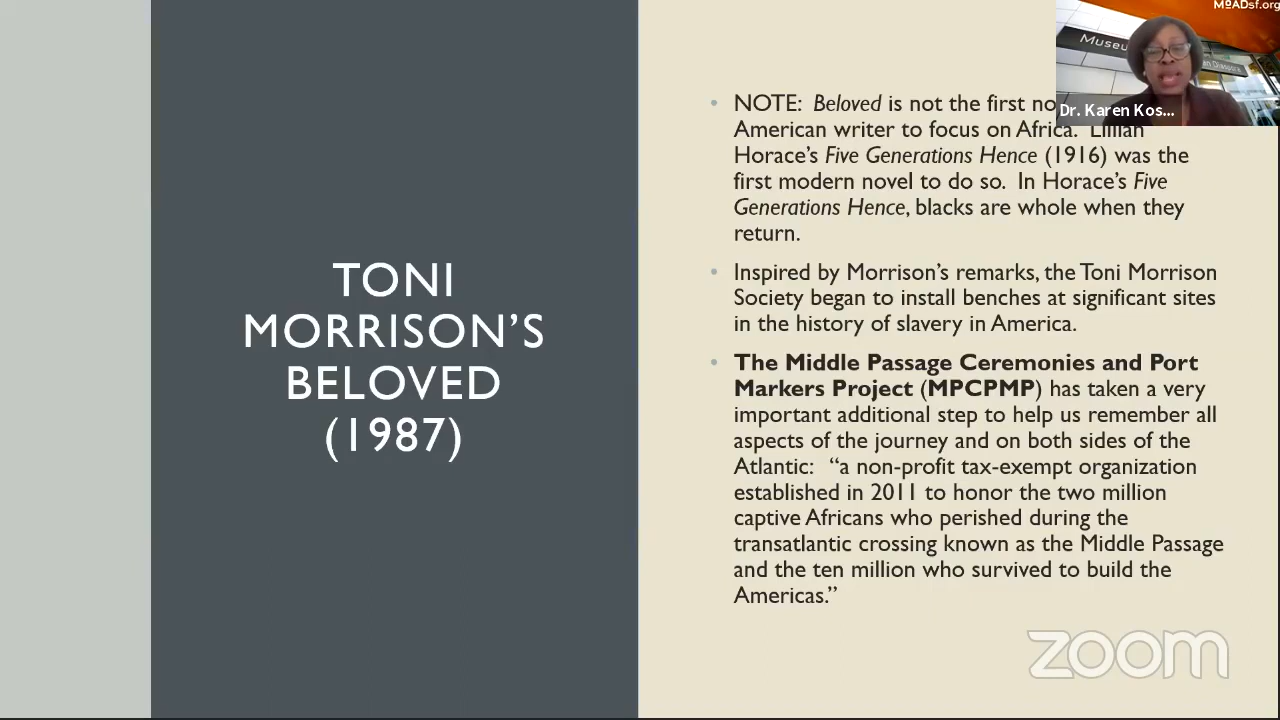 MoADsf.org
Museu
Dr. Karen Kos...
TONI
MORRISON'S
BELOVED
(1987)
• NOTE: Beloved is not the first
American writer to focus on Africa. Lillian
Horace's Five Generations Hence (1916) was the
first modern novel to do so. In Horace's Five
Generations Hence, blacks are whole when they
return.
• Inspired by Morrison's remarks, the Toni Morrison
Society began to install benches at significant sites
in the history of slavery in America.
• The Middle Passage Ceremonies and Port
Markers Project (MPCPMP) has taken a very
important additional step to help us remember all
aspects of the journey and on both sides of the
Atlantic: “a non-profit tax-exempt organization
established in 2011 to honor the two million
captive Africans who perished during the
transatlantic crossing known as the Middle Passage
and the ten million who survived to build the
Americas.”
zoom